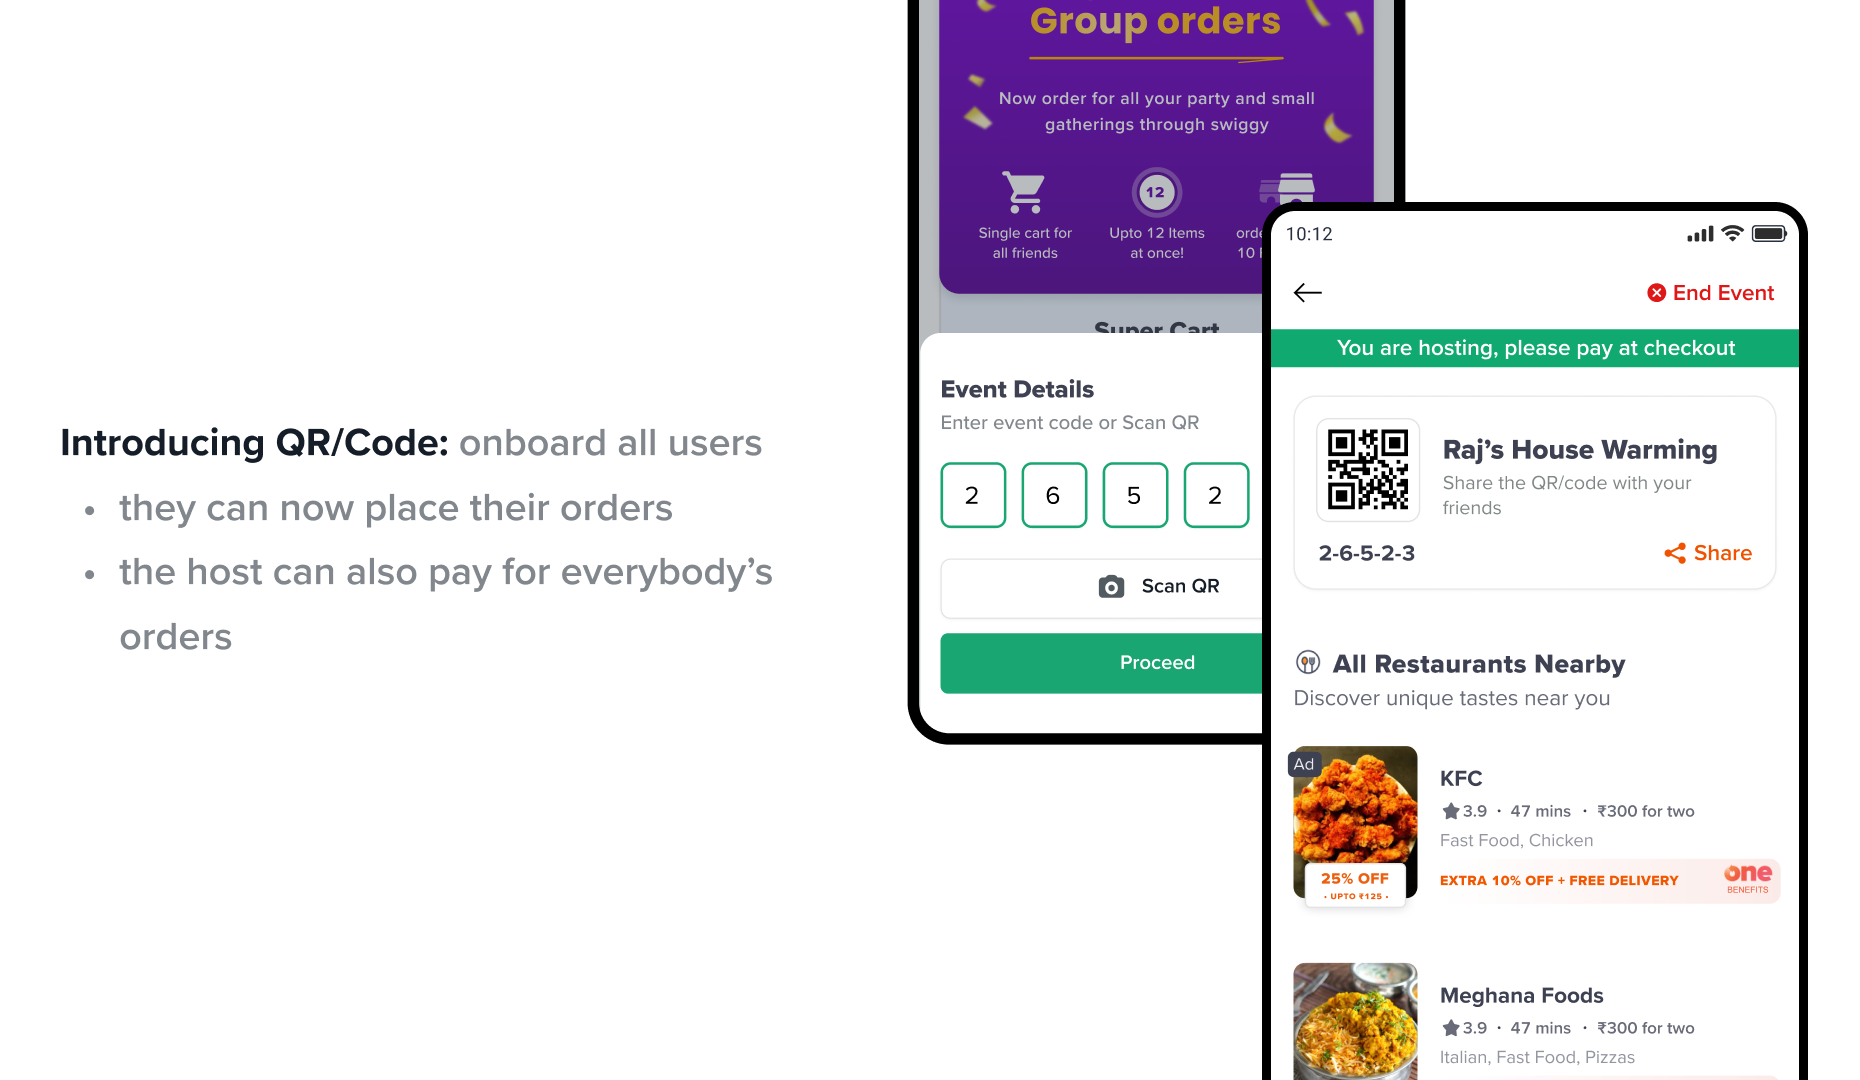 Introducing QR/Code: onboard all users
• they can now place their orders
• the host can also pay for everybody’s
orders
Group orders
Now order for all your party and small
gatherings through swiggy
12
Single cart for
all friends
Upto 12 Items
at once!
10
Super Cart
Event Details
Enter event code or Scan QR
2 6 5 2
Scan QR
Proceed
10:12
End Event
You are hosting, please pay at checkout
Raj’s House Warming
Share the QR/code with your
friends
2-6-5-2-3
Share
All Restaurants Nearby
Discover unique tastes near you
Ad
25% OFF
• UPTO ₹125 •
KFC
3.9 · 47 mins · ₹300 for two
Fast Food, Chicken
EXTRA 10% OFF + FREE DELIVERY
one
BENEFITS
Meghana Foods
3.9 · 47 mins · ₹300 for two
Italian, Fast Food, Pizzas